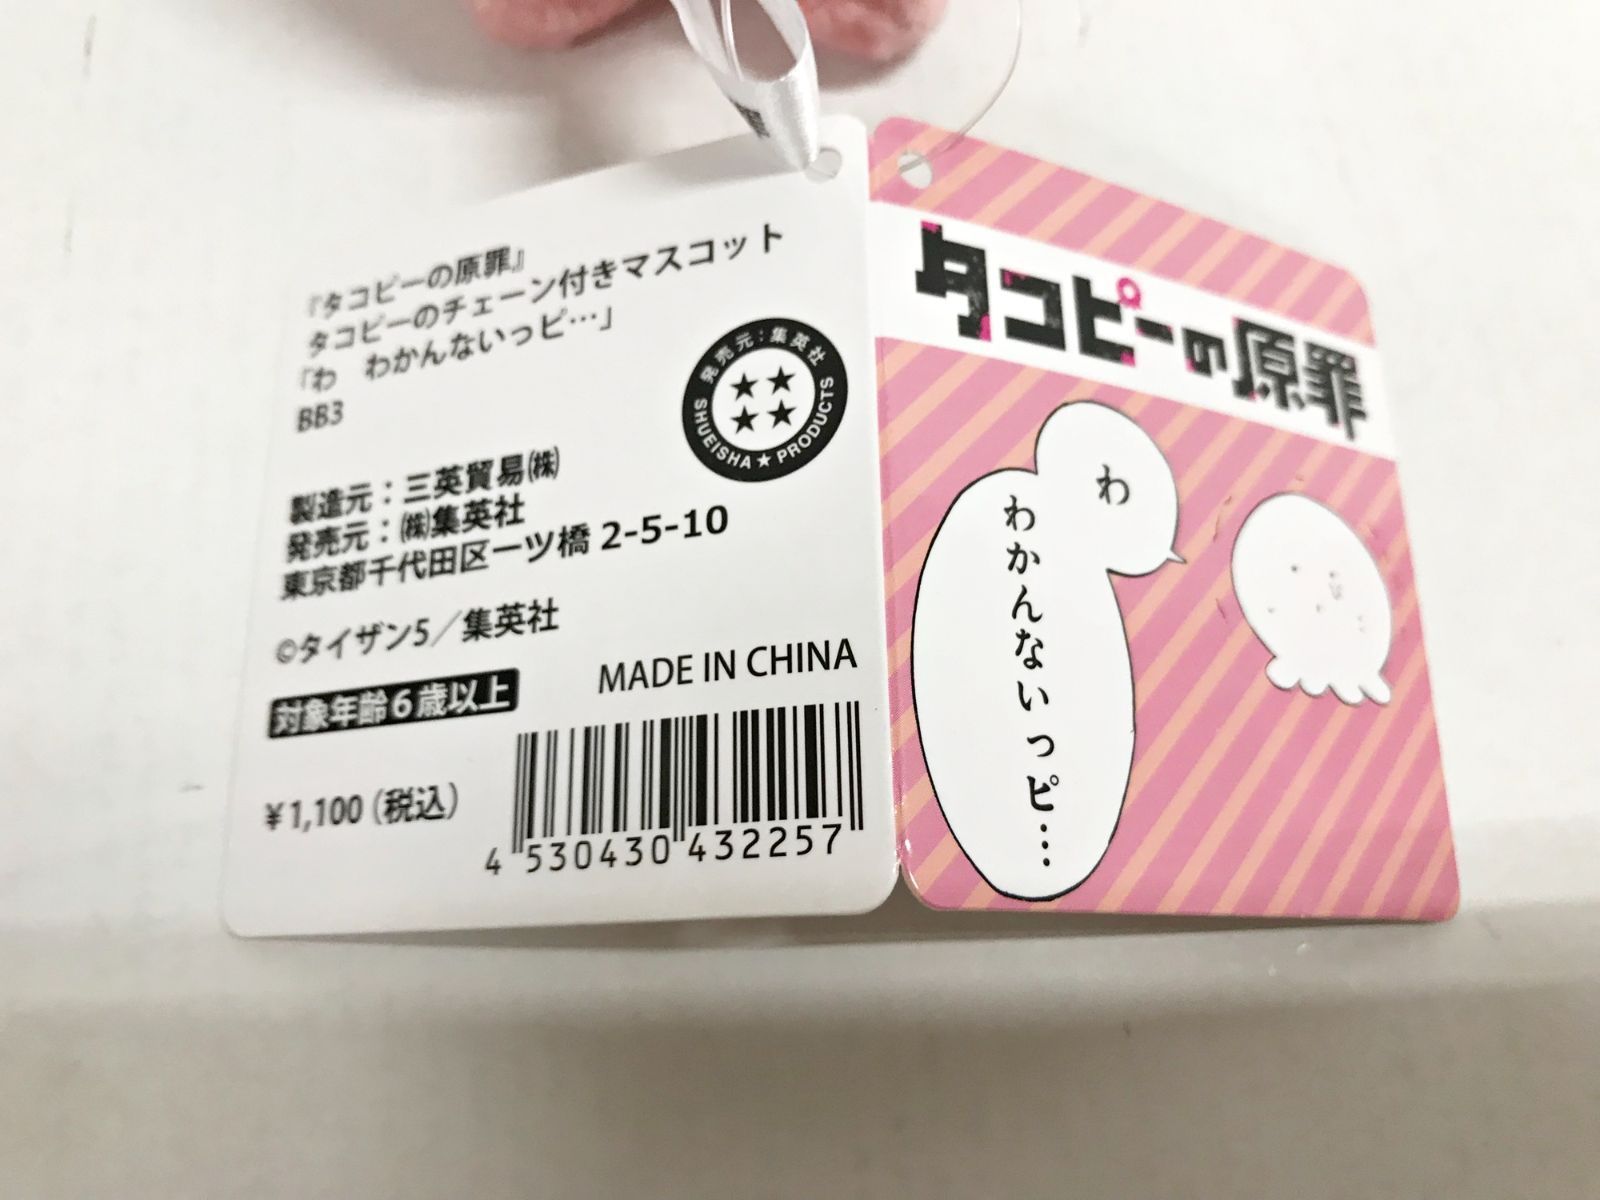 『タコピーの原罪』
タコピーのチェーン付きマスコット
「わ　わかんないっピ…」
BB3
発売元：集英社
SHUEISHA★PRODUCTS
製造元：三英貿易㈱
発売元：㈱集英社
東京都千代田区一ツ橋 2-5-10
©タイザン5／集英社
対象年齢6歳以上
MADE IN CHINA
¥1,100（税込）
4 530430 432257
タコピーの原罪
わ
わかんないっピ…